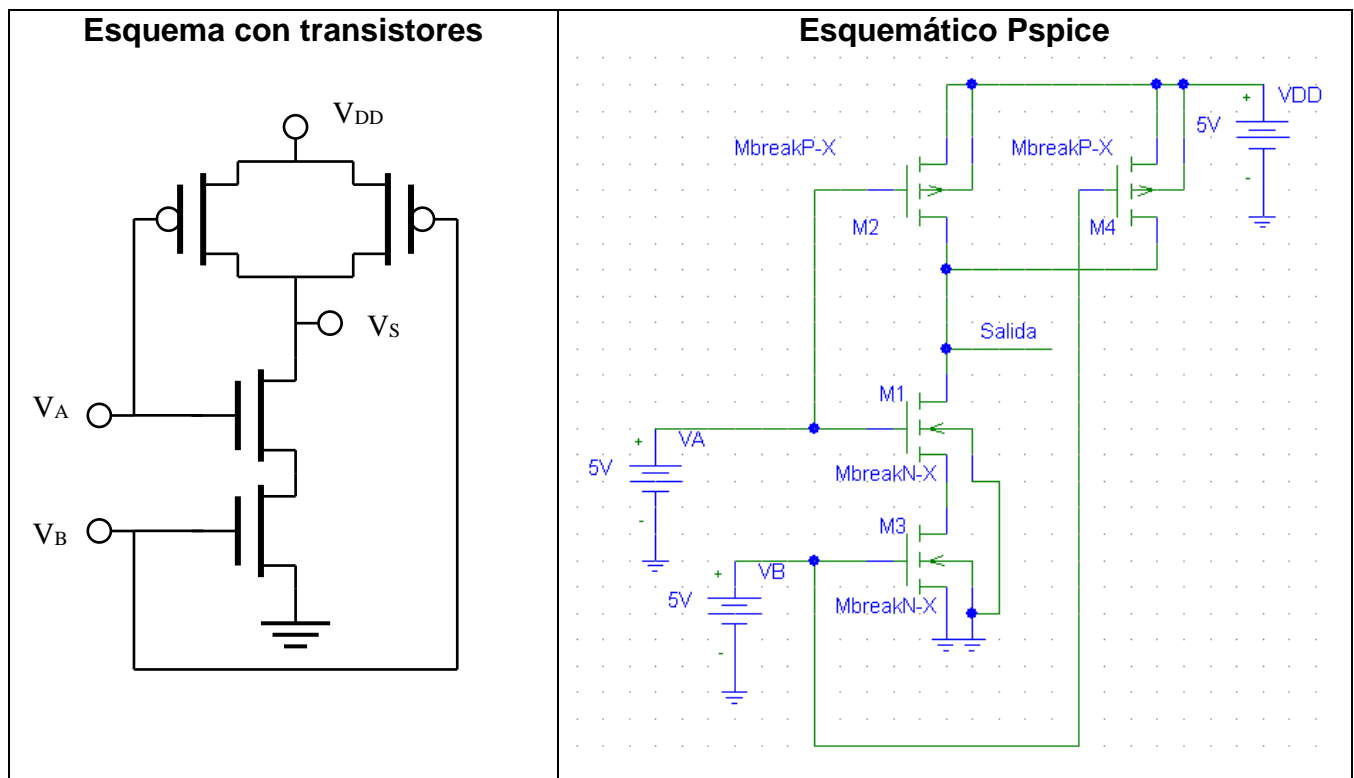 Esquema con transistores
VDD
VS
VA
VB
Esquemático Pspice
VDD
5V
+
-
MbreakP-X
MbreakP-X
M2
M4
Salida
M1
VA
+
5V
-
MbreakN-X
M3
VB
+
5V
-
MbreakN-X